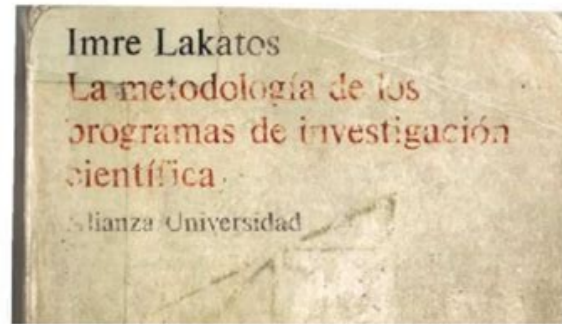 Imre Lakatos
La metodología de los
programas de investigación
científica
Alianza Universidad